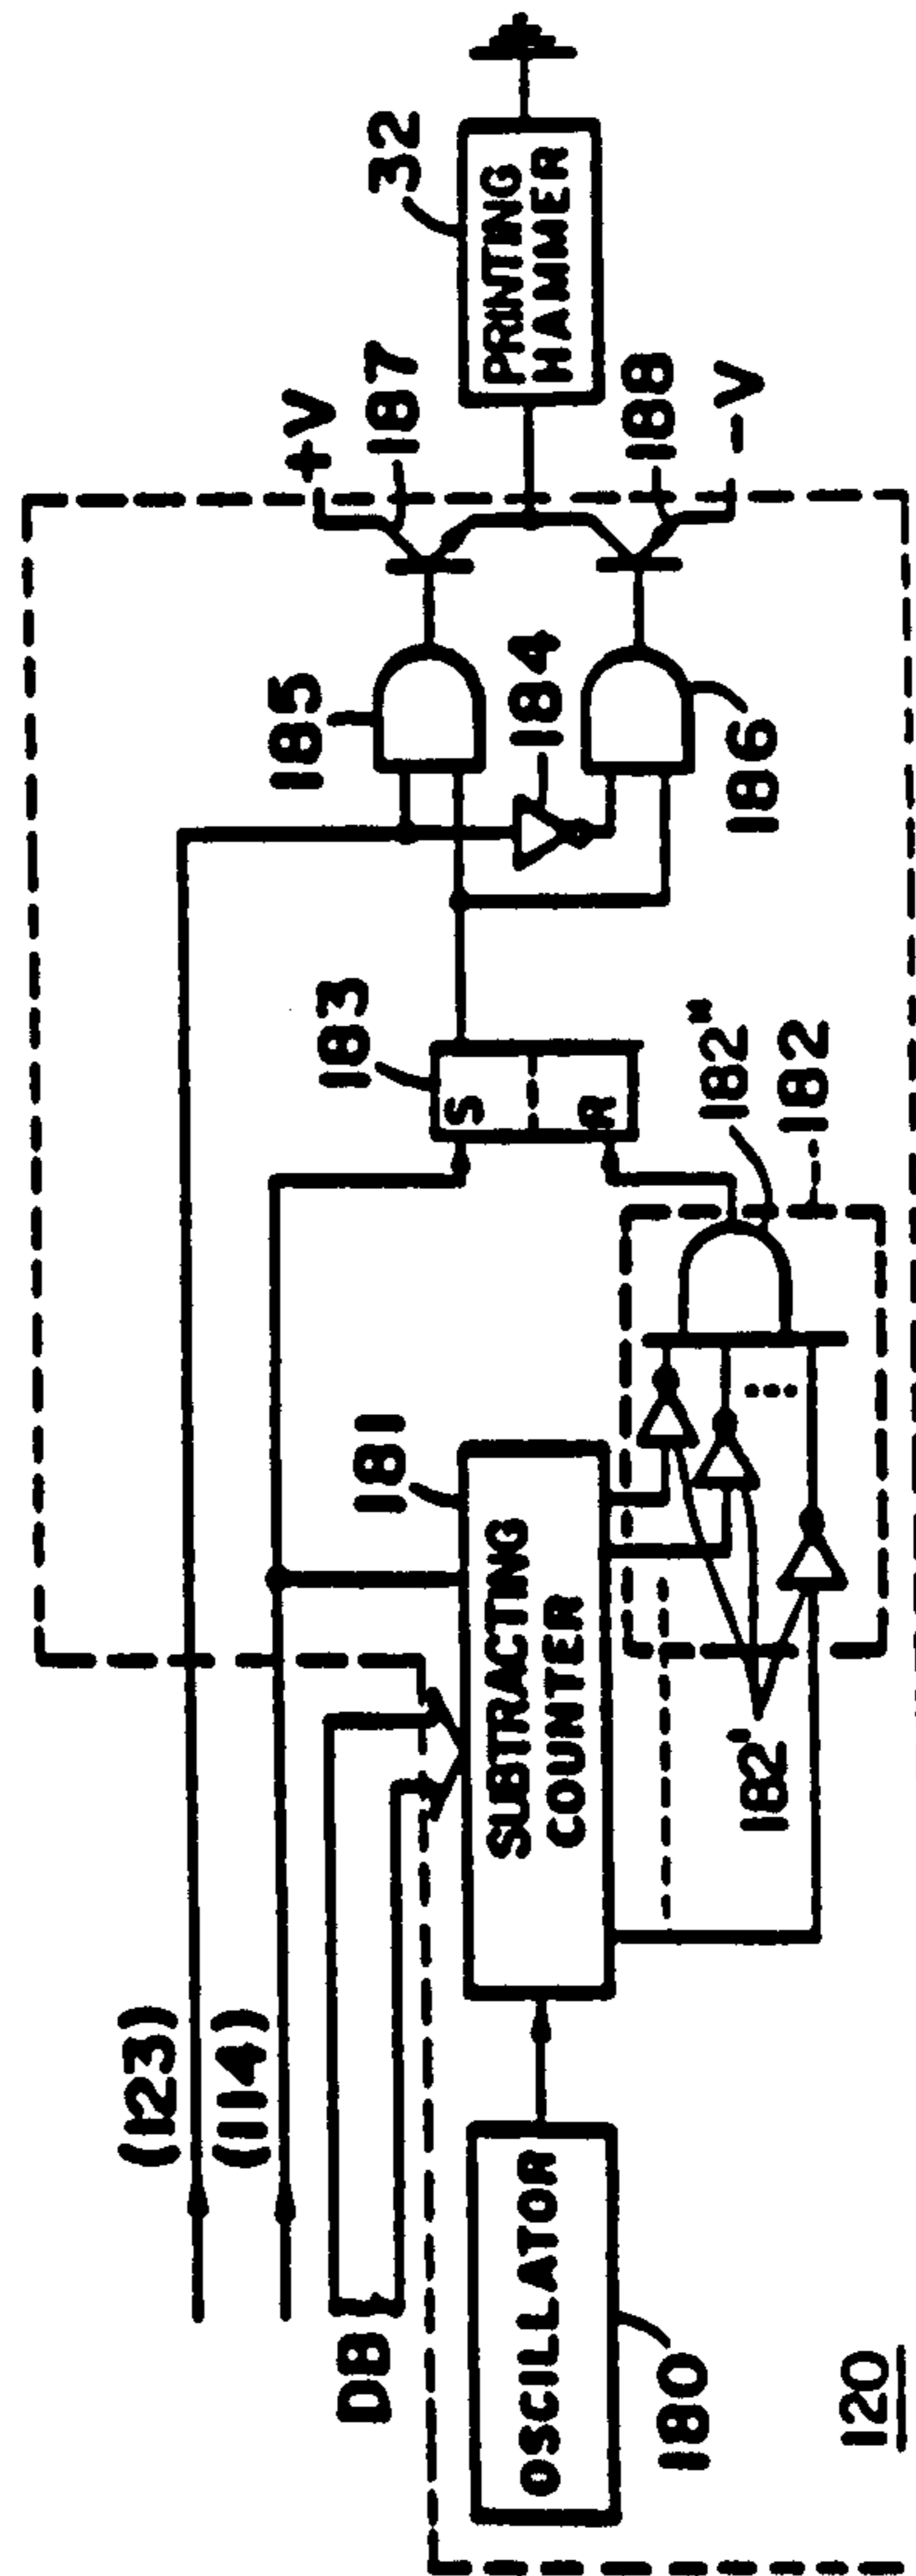 (123)
(114)
DB
OSCILLATOR
180
120
SUBTRACTING
COUNTER
181
182'
182"
182
183
S
R
184
185
186
+V
187
188
-V
PRINTING
HAMMER
32